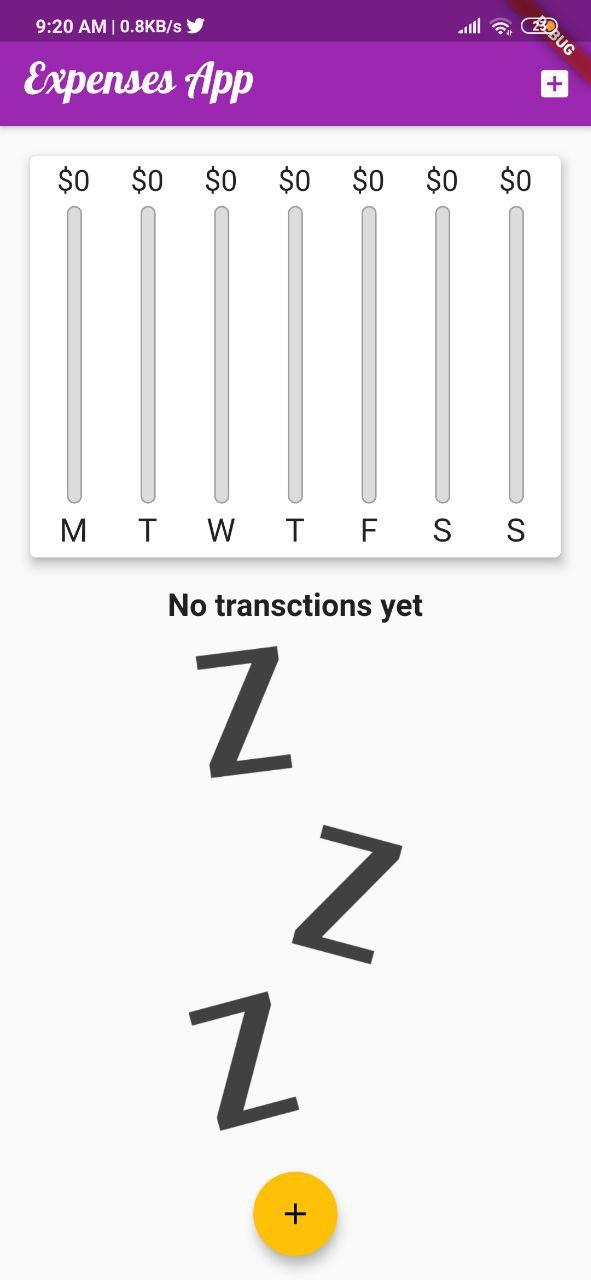 9:20 AM | 0.8KB/s
23
DEBUG
Expenses App
$0 $0 $0 $0 $0 $0 $0
M T W T F S S
No transctions yet
Z
Z
Z